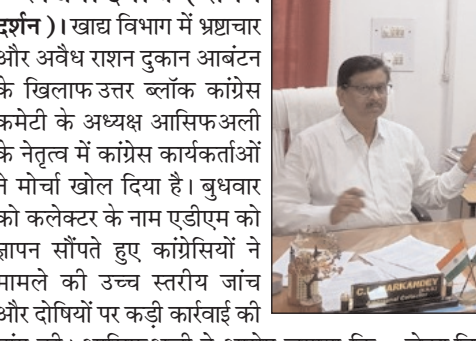 दर्शन )। खाद्य विभाग में भ्रष्टाचार
और अवैध राशन दुकान आबंटन
के खिलाफ उत्तर ब्लॉक कांग्रेस
कमेटी के अध्यक्ष आसिफ अली
के नेतृत्व में कांग्रेस कार्यकर्ताओं
ने मोर्चा खोल दिया है। बुधवार
को कलेक्टर के नाम एडीएम को
ज्ञापन सौंपते हुए कांग्रेसियों ने
मामले की उच्च स्तरीय जांच
और दोषियों पर कड़ी कार्रवाई की
MARKANDEY